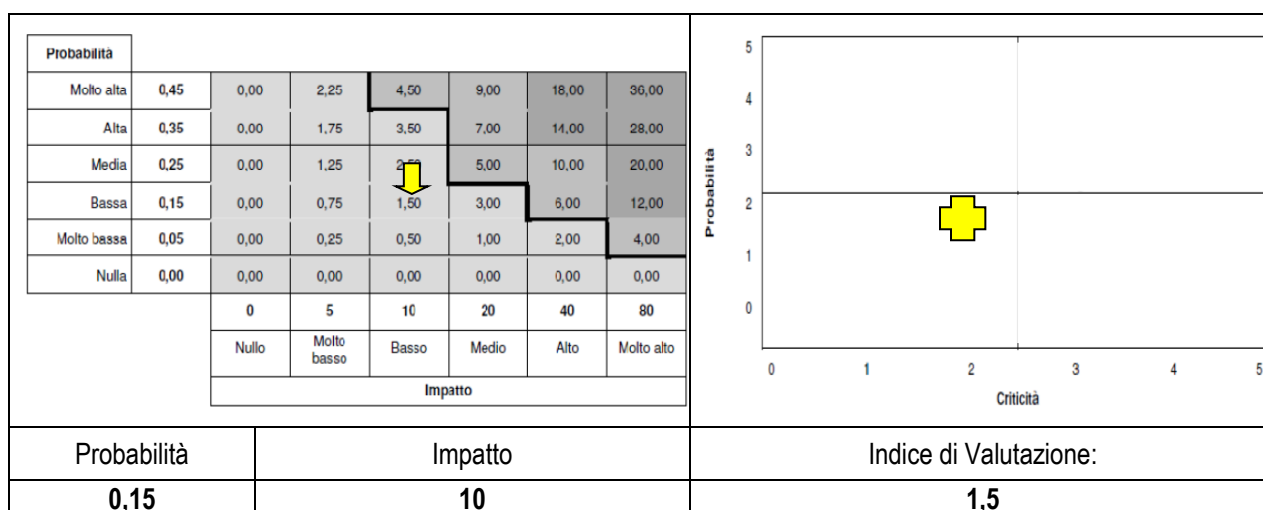 Probabilità
Molto alta 0,45 0,00 2,25 4,50 9,00 18,00 36,00
Alta 0,35 0,00 1,75 3,50 7,00 14,00 28,00
Media 0,25 0,00 1,25 5,00 10,00 20,00
Bassa 0,15 0,00 0,75 1,50 3,00 6,00 12,00
Molto bassa 0,05 0,00 0,25 0,50 1,00 2,00 4,00
Nulla 0,00 0,00 0,00 0,00 0,00 0,00 0,00
0 5 10 20 40 80
Nullo Molto basso Basso Medio Alto Molto alto
Impatto
Probabilità
5
4
3
2
1
0
0 1 2 3 4 5
Criticità
Probabilità Impatto Indice di Valutazione:
0,15 10 1,5